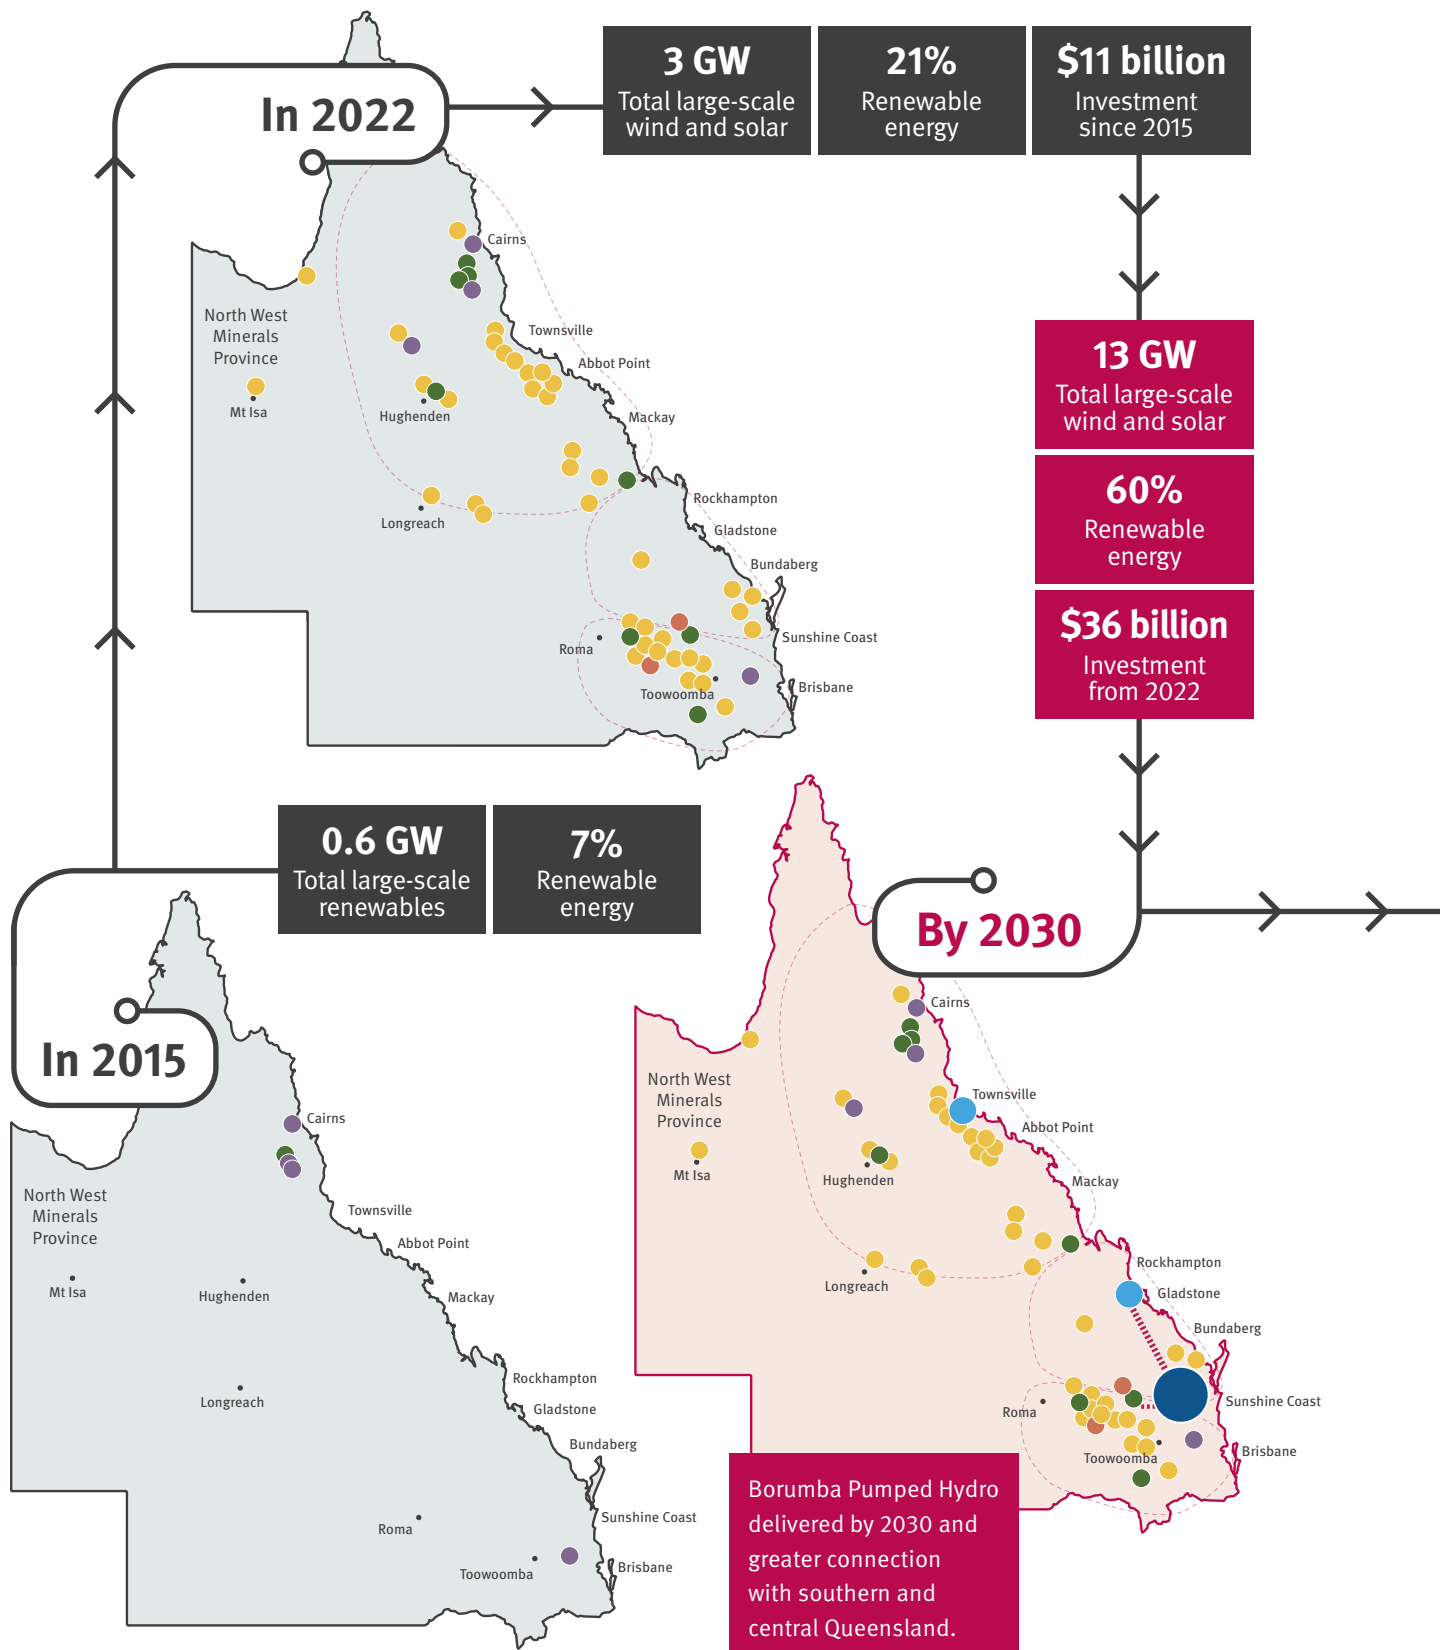 In 2022
3 GW
Total large-scale
wind and solar
21%
Renewable
energy
$11 billion
Investment
since 2015
Cairns
North West
Minerals
Province
Townsville
Abbot Point
Mt Isa
Hughenden
Mackay
Longreach
Rockhampton
Gladstone
Bundaberg
Roma
Sunshine Coast
Toowoomba
Brisbane
13 GW
Total large-scale
wind and solar
60%
Renewable
energy
$36 billion
Investment
from 2022
0.6 GW
Total large-scale
renewables
7%
Renewable
energy
In 2015
Cairns
North West
Minerals
Province
Townsville
Abbot Point
Mt Isa
Hughenden
Mackay
Longreach
Rockhampton
Gladstone
Bundaberg
Roma
Sunshine Coast
Toowoomba
Brisbane
By 2030
Cairns
North West
Minerals
Province
Townsville
Abbot Point
Mt Isa
Hughenden
Mackay
Longreach
Rockhampton
Gladstone
Bundaberg
Roma
Sunshine Coast
Toowoomba
Brisbane
Borumba Pumped Hydro
delivered by 2030 and
greater connection
with southern and
central Queensland.